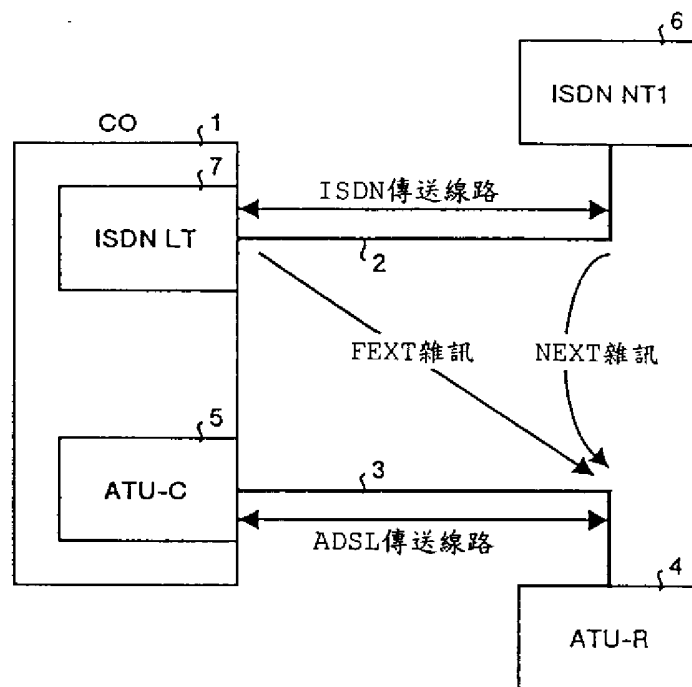 6
ISDN NT1
CO
1
7
ISDN傳送線路
ISDN LT
2
FEXT雜訊
NEXT雜訊
5
3
ATU-C
ADSL傳送線路
4
ATU-R